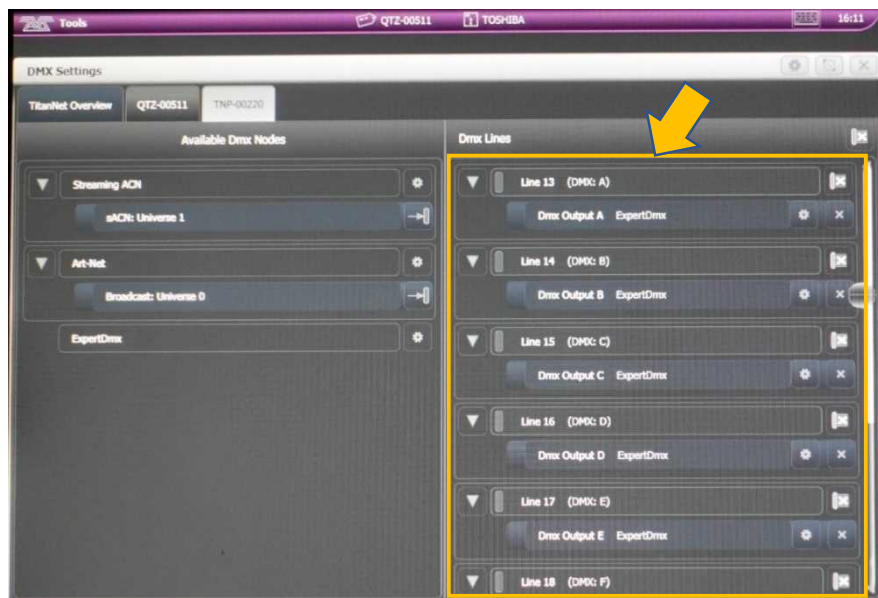 Tools
QTZ-00511
TOSHIBA
16:11
DMX Settings
TitanNet Overview
QTZ-00511
TNP-00220
Available Dmx Nodes
Dmx Lines
Streaming ACN
sACN: Universe 1
Art-Net
Broadcast: Universe 0
ExpertDmx
Line 13 (DMX: A)
Dmx Output A ExpertDmx
Line 14 (DMX: B)
Dmx Output B ExpertDmx
Line 15 (DMX: C)
Dmx Output C ExpertDmx
Line 16 (DMX: D)
Dmx Output D ExpertDmx
Line 17 (DMX: E)
Dmx Output E ExpertDmx
Line 18 (DMX: F)